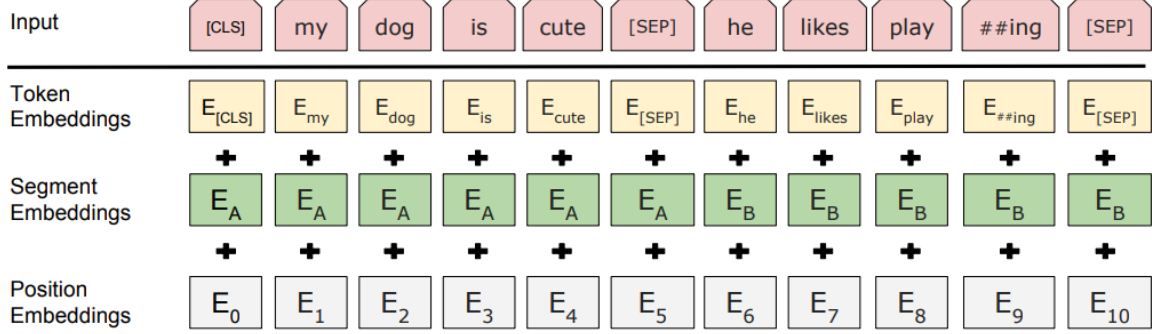 Input [CLS] my dog is cute [SEP] he likes play ##ing [SEP]
Token
Embeddings E[CLS] Emy Edog Eis Ecute E[SEP] Ehe Elikes Eplay E##ing E[SEP]
+ + + + + + + + + + +
Segment
Embeddings EA EA EA EA EA EA EB EB EB EB EB
+ + + + + + + + + + +
Position
Embeddings E0 E1 E2 E3 E4 E5 E6 E7 E8 E9 E10